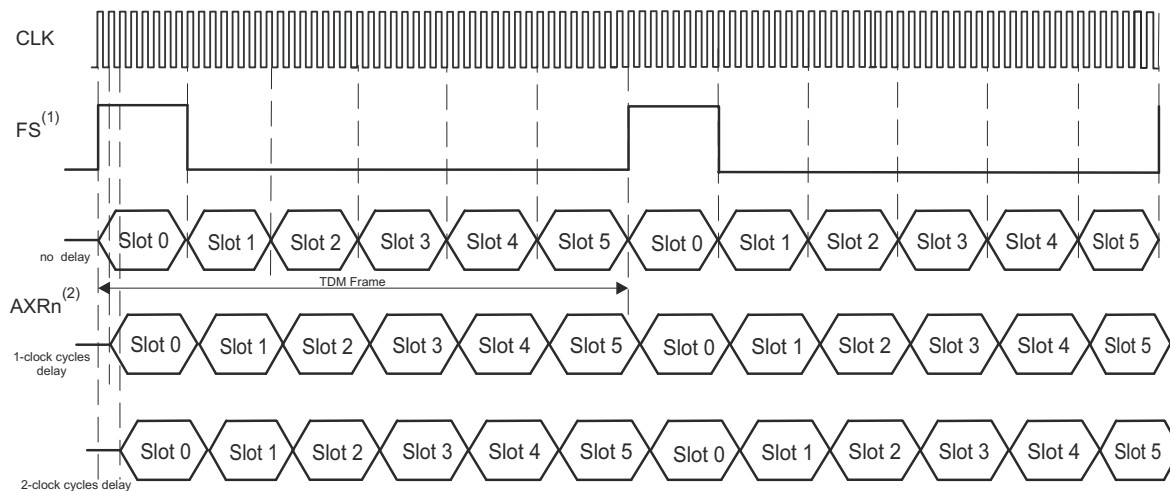 CLK
FS(1)
Slot 0 Slot 1 Slot 2 Slot 3 Slot 4 Slot 5 Slot 0 Slot 1 Slot 2 Slot 3 Slot 4 Slot 5
no delay
TDM Frame
AXRn(2)
Slot 0 Slot 1 Slot 2 Slot 3 Slot 4 Slot 5 Slot 0 Slot 1 Slot 2 Slot 3 Slot 4 Slot 5
1-clock cycles
delay
Slot 0 Slot 1 Slot 2 Slot 3 Slot 4 Slot 5 Slot 0 Slot 1 Slot 2 Slot 3 Slot 4 Slot 5
2-clock cycles delay